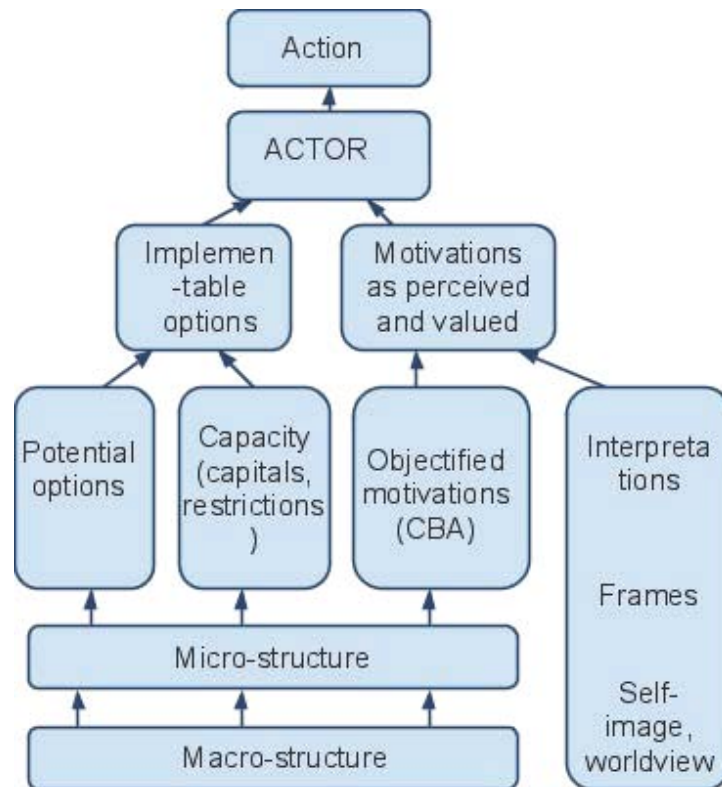 Action
ACTOR
Implemen
-table
options
Motivations
as perceived
and valued
Potential
options
Capacity
(capitals,
restrictions
)
Objectified
motivations
(CBA)
Interpreta
tions
Frames
Self-
image,
worldview
Micro-structure
Macro-structure